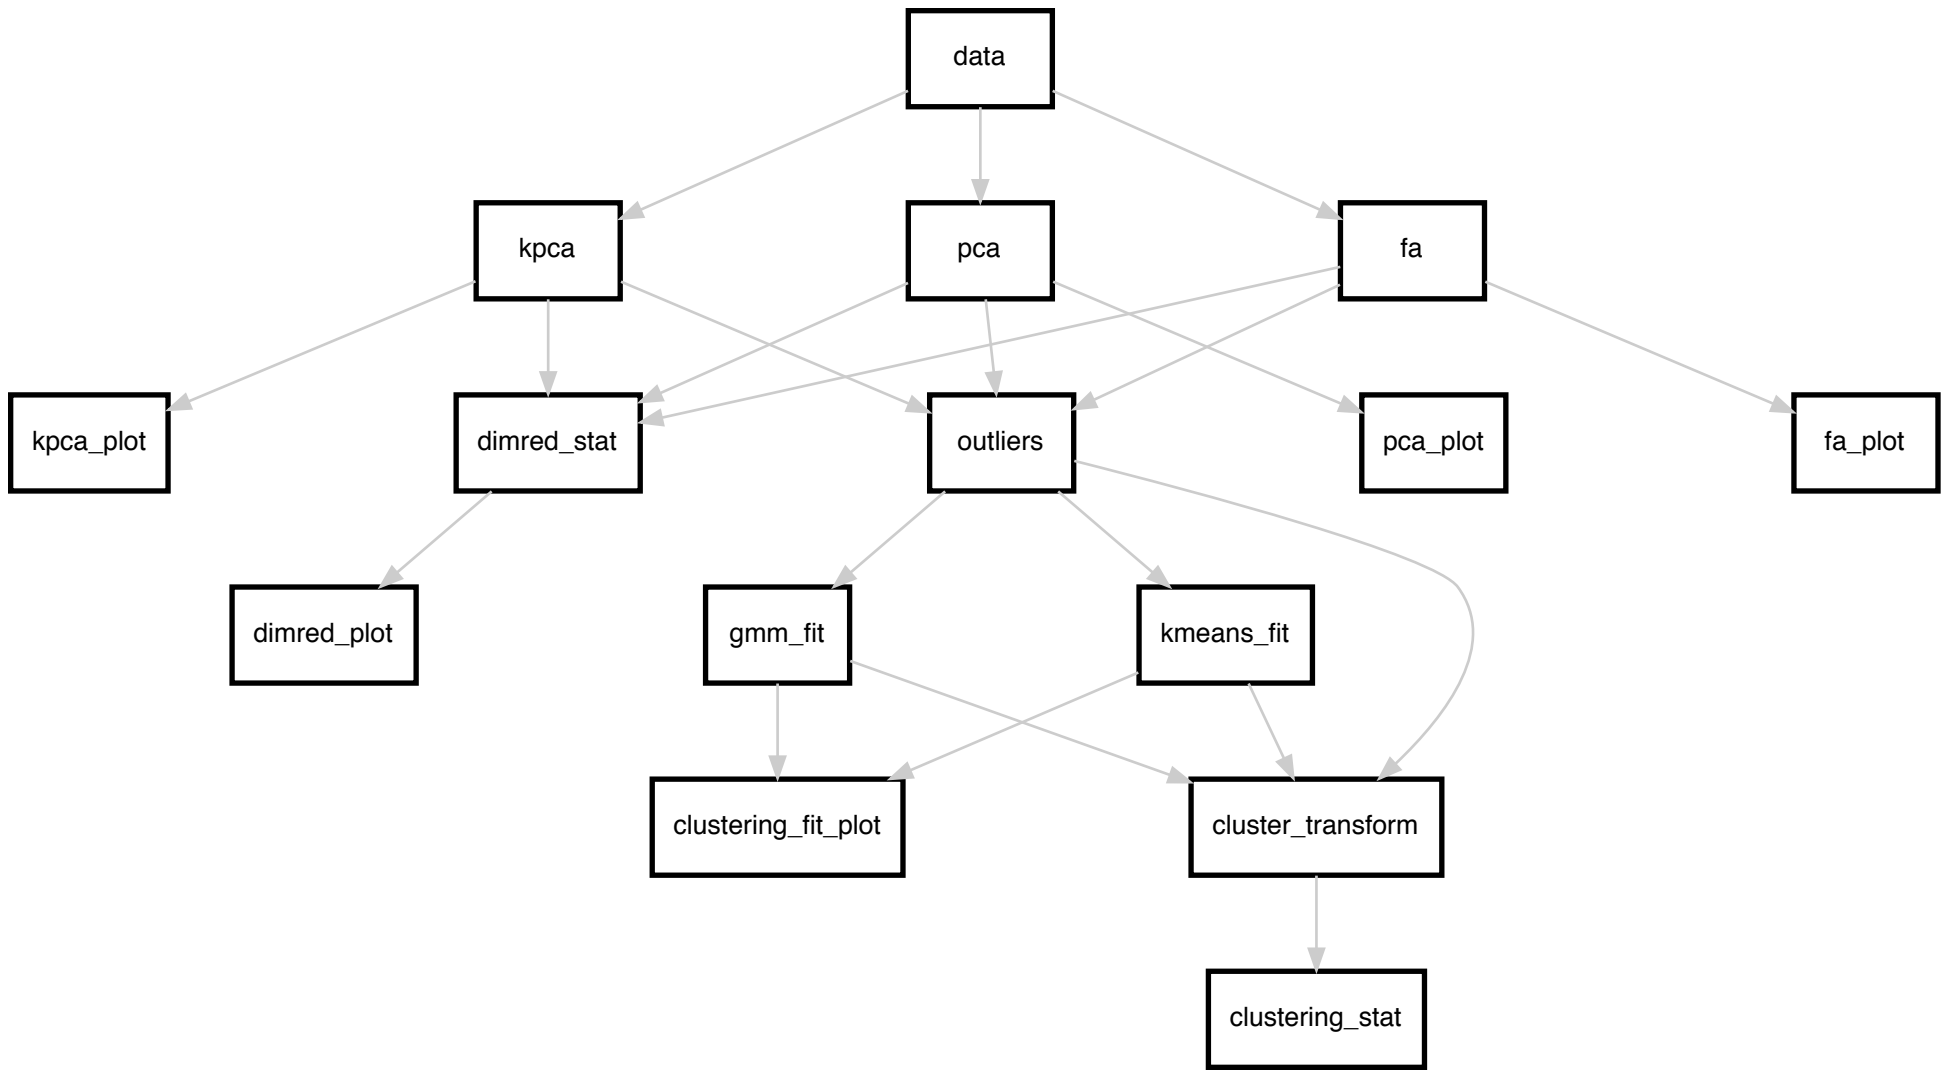 data
kpca
pca
fa
kpca_plot
dimred_stat
outliers
pca_plot
fa_plot
dimred_plot
gmm_fit
kmeans_fit
clustering_fit_plot
cluster_transform
clustering_stat